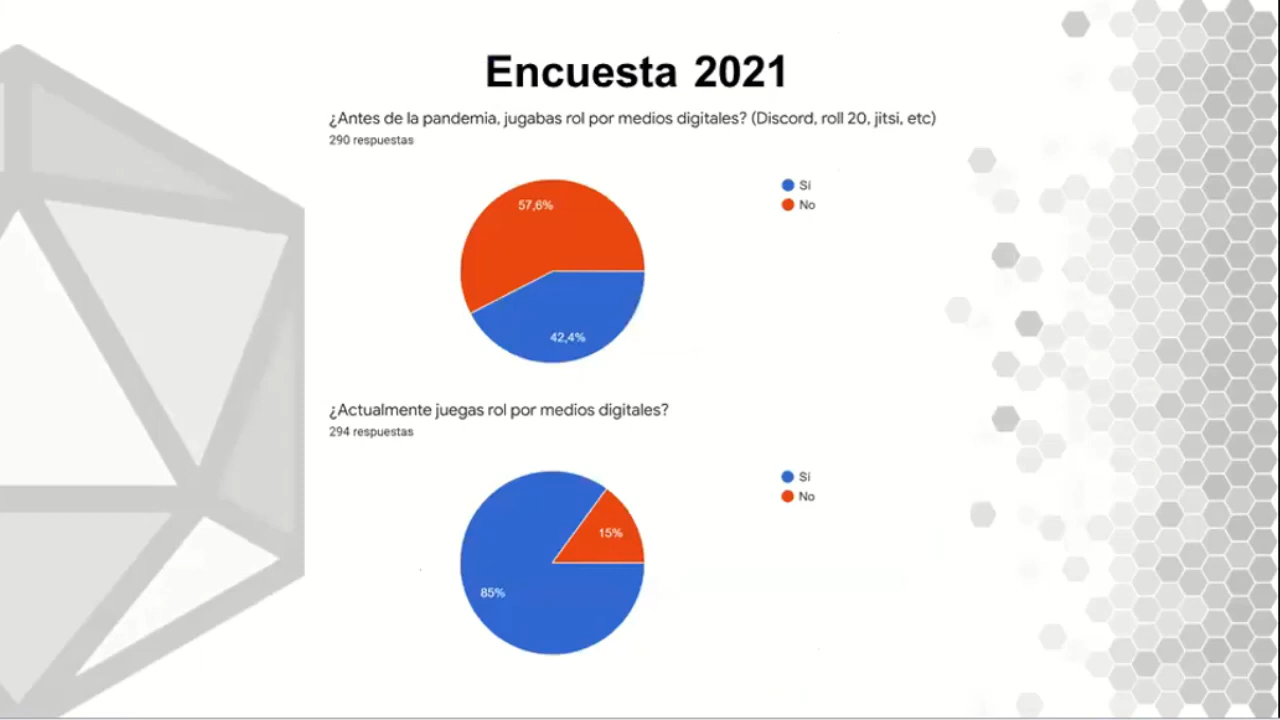 Encuesta 2021
¿Antes de la pandemia, jugabas rol por medios digitales? (Discord, roll 20, jitsi, etc)
290 respuestas
Sí
No
57,6%
42,4%
¿Actualmente juegas rol por medios digitales?
294 respuestas
Sí
No
15%
85%